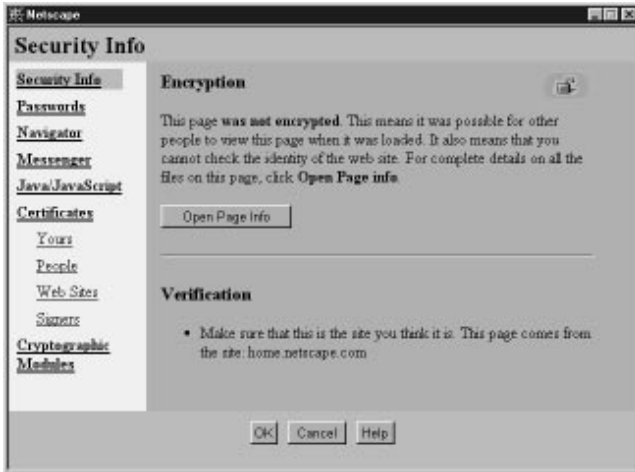 Netscape
Security Info
Security Info
Passwords
Navigator
Messenger
Java/JavaScript
Certificates
Yours
People
Web Sites
Signers
Cryptographic
Modules
Encryption
This page was not encrypted. This means it was possible for other
people to view this page when it was loaded. It also means that you
cannot check the identity of the web site. For complete details on all the
files on this page, click Open Page info.
Open Page Info
Verification
• Make sure that this is the site you think it is. This page comes from
the site: home.netscape.com
OK Cancel Help